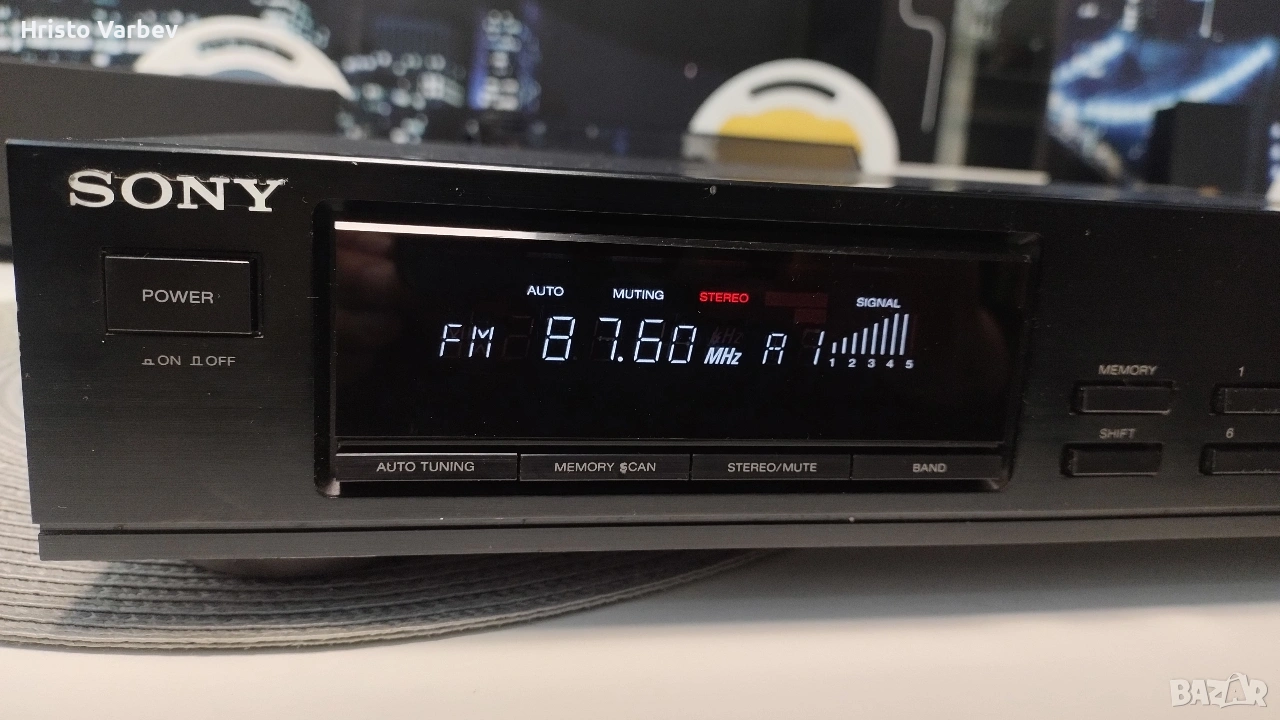 Hristo Varbev
SONY
POWER
ON OFF
AUTO MUTING STEREO SIGNAL
FM 87.60 MHz A1
1 2 3 4 5
AUTO TUNING MEMORY SCAN STEREO/MUTE BAND
MEMORY 1
SHIFT 6
BAZAR